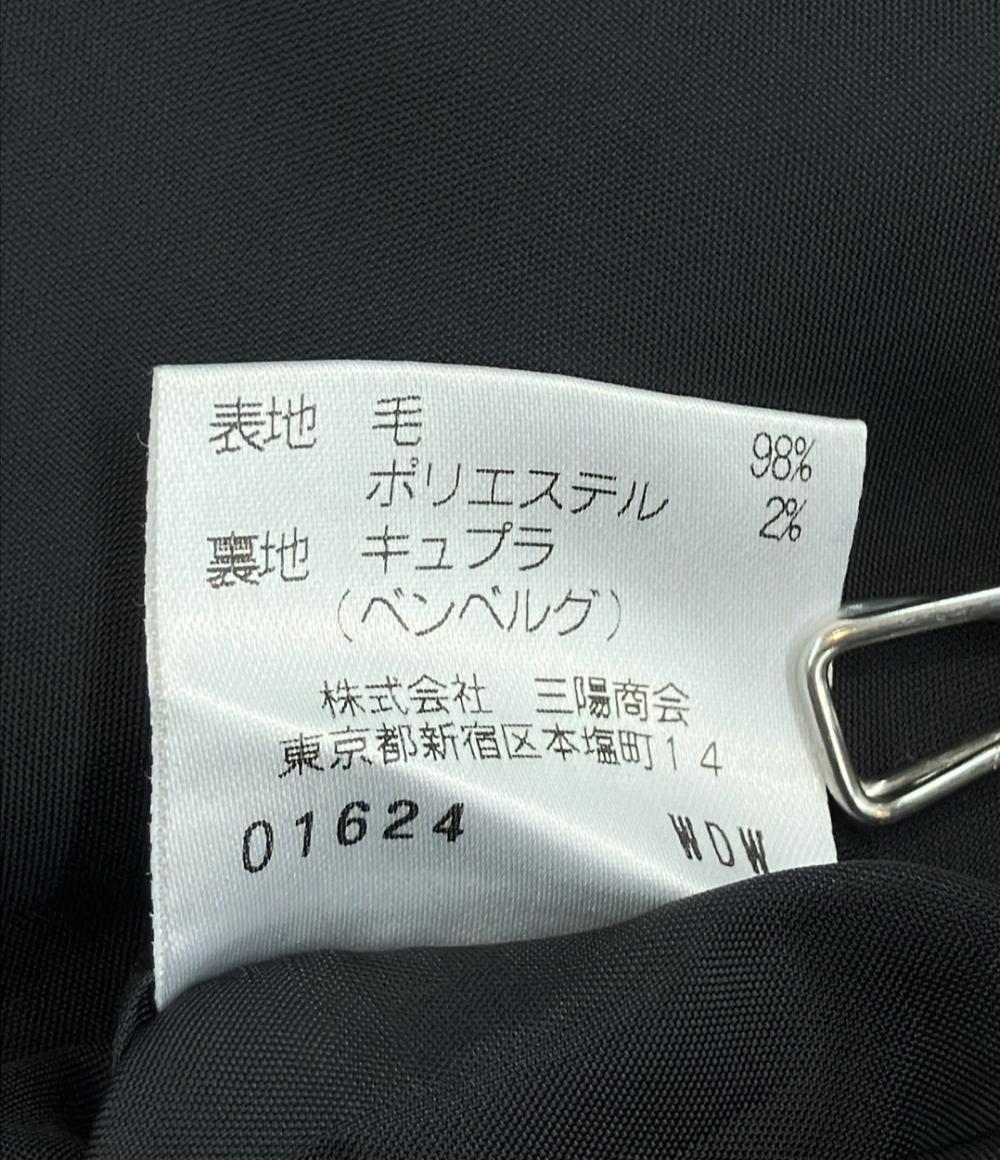 表地 毛 98%
ポリエステル 2%
裏地 キュプラ
(ベンベルグ)
株式会社 三陽商会
東京都新宿区本塩町14
01624 WDW